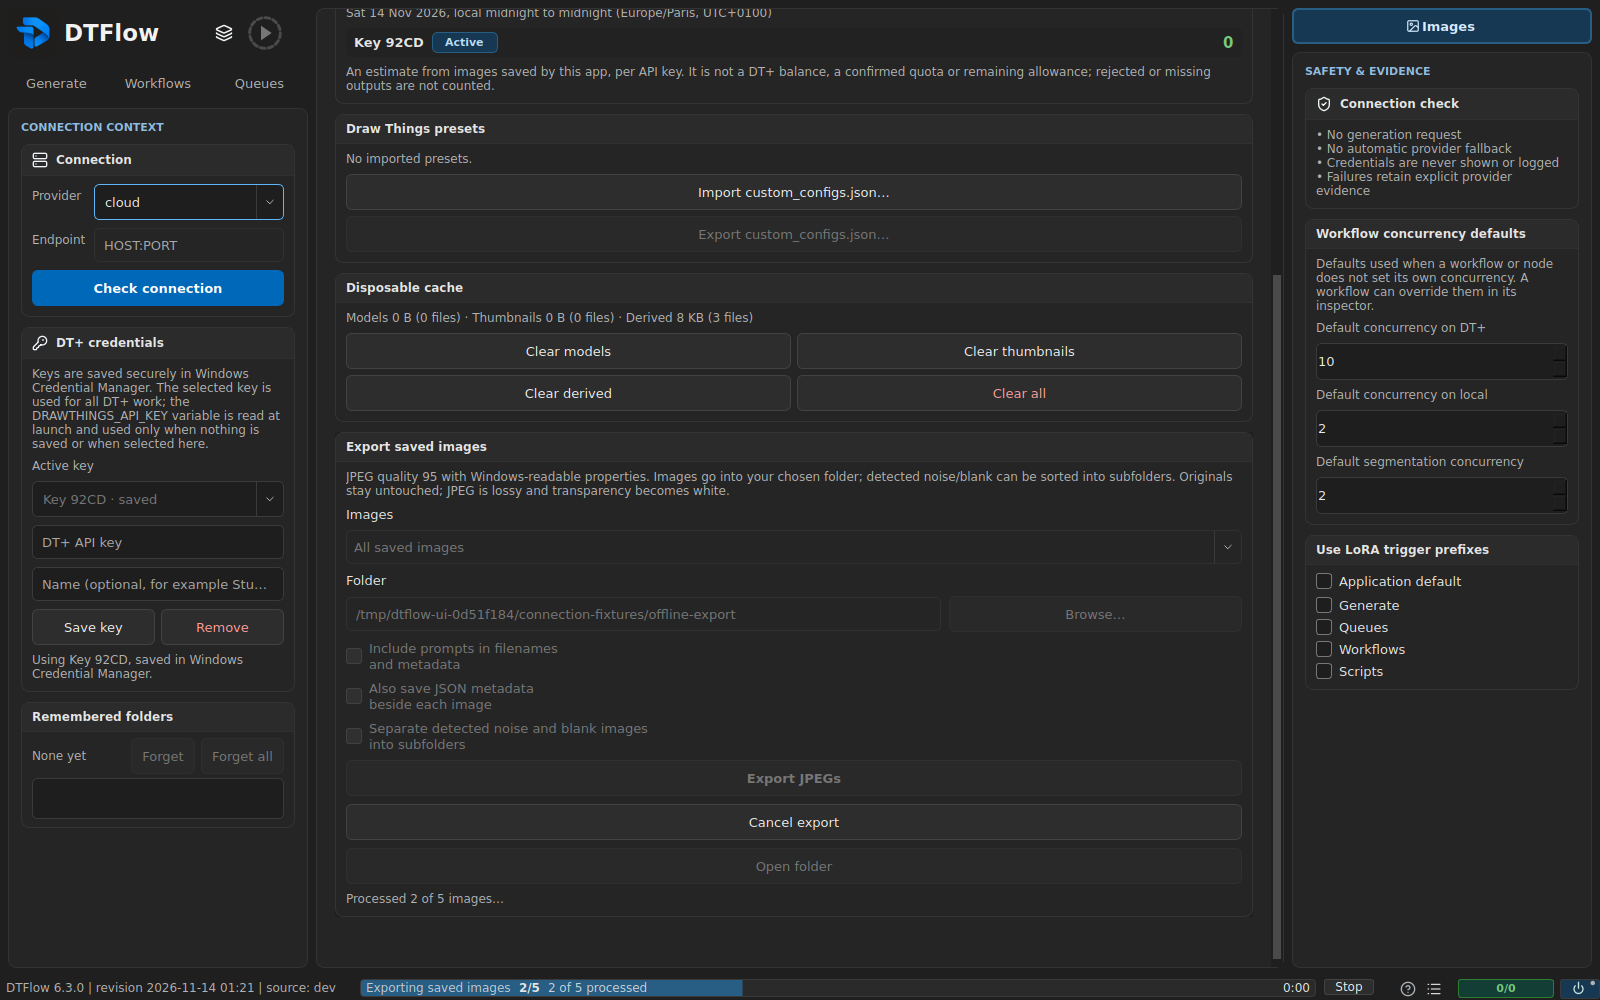 DTFlow
Generate
Workflows
Queues
CONNECTION CONTEXT
Connection
Provider
cloud
Endpoint
HOST:PORT
Check connection
DT+ credentials
Keys are saved securely in Windows
Credential Manager. The selected key is
used for all DT+ work; the
DRAWTHINGS_API_KEY variable is read at
launch and used only when nothing is
saved or when selected here.
Active key
Key 92CD · saved
DT+ API key
Name (optional, for example Stu...
Save key
Remove
Using Key 92CD, saved in Windows
Credential Manager.
Remembered folders
None yet
Forget
Forget all
Sat 14 Nov 2026, local midnight to midnight (Europe/Paris, UTC+0100)
Key 92CD
Active
0
An estimate from images saved by this app, per API key. It is not a DT+ balance, a confirmed quota or remaining allowance; rejected or missing
outputs are not counted.
Draw Things presets
No imported presets.
Import custom_configs.json...
Export custom_configs.json...
Disposable cache
Models 0 B (0 files) · Thumbnails 0 B (0 files) · Derived 8 KB (3 files)
Clear models
Clear thumbnails
Clear derived
Clear all
Export saved images
JPEG quality 95 with Windows-readable properties. Images go into your chosen folder; detected noise/blank can be sorted into subfolders. Originals
stay untouched; JPEG is lossy and transparency becomes white.
Images
All saved images
Folder
/tmp/dtflow-ui-0d51f184/connection-fixtures/offline-export
Browse...
Include prompts in filenames
and metadata
Also save JSON metadata
beside each image
Separate detected noise and blank images
into subfolders
Export JPEGs
Cancel export
Open folder
Processed 2 of 5 images...
Images
SAFETY & EVIDENCE
Connection check
• No generation request
• No automatic provider fallback
• Credentials are never shown or logged
• Failures retain explicit provider
evidence
Workflow concurrency defaults
Defaults used when a workflow or node
does not set its own concurrency. A
workflow can override them in its
inspector.
Default concurrency on DT+
10
Default concurrency on local
2
Default segmentation concurrency
2
Use LoRA trigger prefixes
Application default
Generate
Queues
Workflows
Scripts
DTFlow 6.3.0 | revision 2026-11-14 01:21 | source: dev
Exporting saved images 2/5 2 of 5 processed
0:00
Stop
0/0